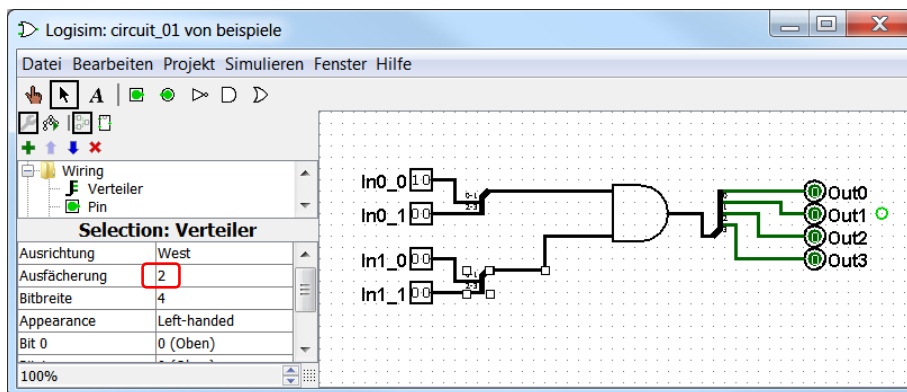 Logisim: circuit_01 von beispiele
Datei Bearbeiten Projekt Simulieren Fenster Hilfe
A
Wiring
Verteiler
Pin
Selection: Verteiler
Ausrichtung West
Ausfächerung 2
Bitbreite 4
Appearance Left-handed
Bit 0 0 (Oben)
100%
In0_0 10
In0_1 00
In1_0 00
In1_1 00
0-1
2-3
2-3
Out0
Out1
Out2
Out3